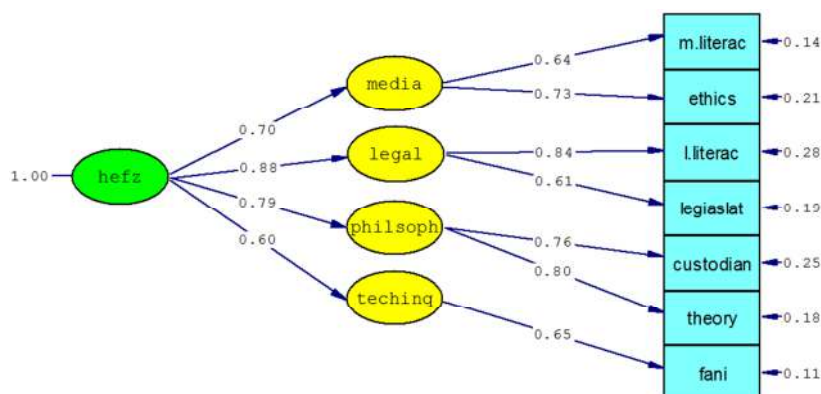 m.literac
0.14
0.64
media
0.73
ethics
0.21
0.70
legal
0.84
l.literac
0.28
1.00
hefz
0.88
0.61
0.79
legiaslat
0.19
philsoph
0.76
0.60
custodian
0.25
0.80
techinq
theory
0.18
0.65
fani
0.11